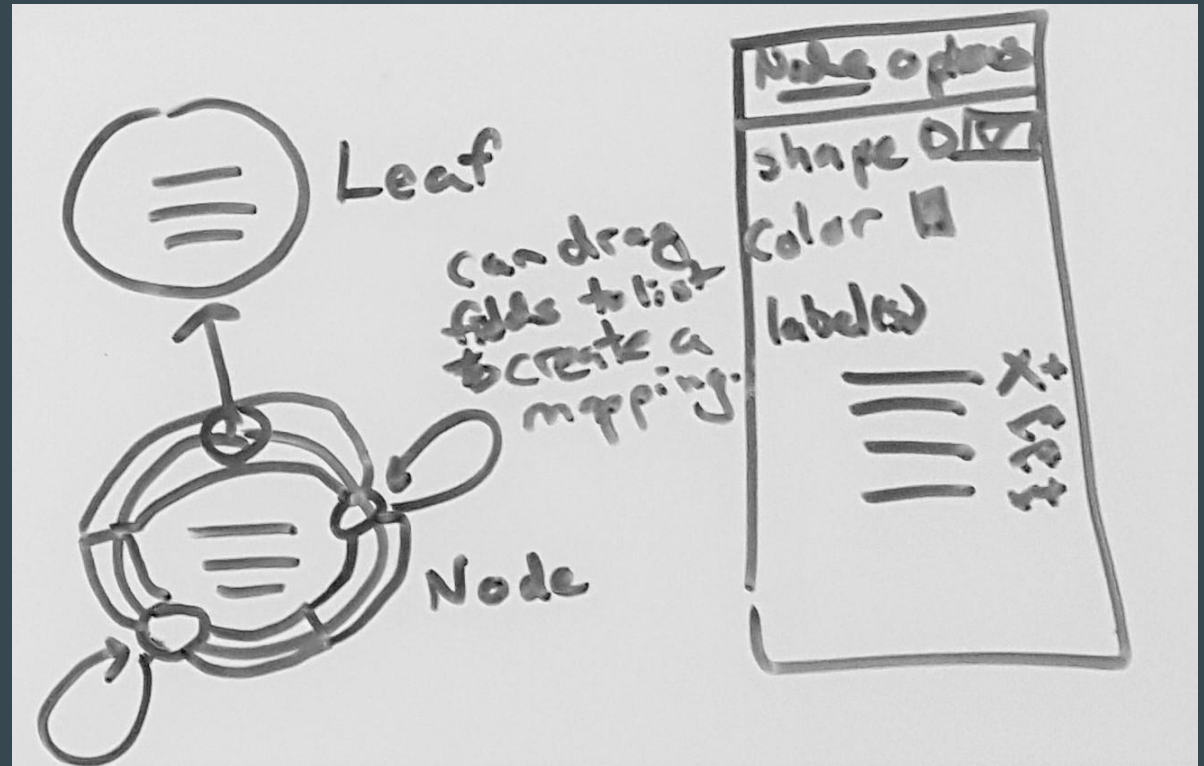 Leaf
Node
can drag
fields to list
to create a
mapping.
Node options
shape
color
label(s)